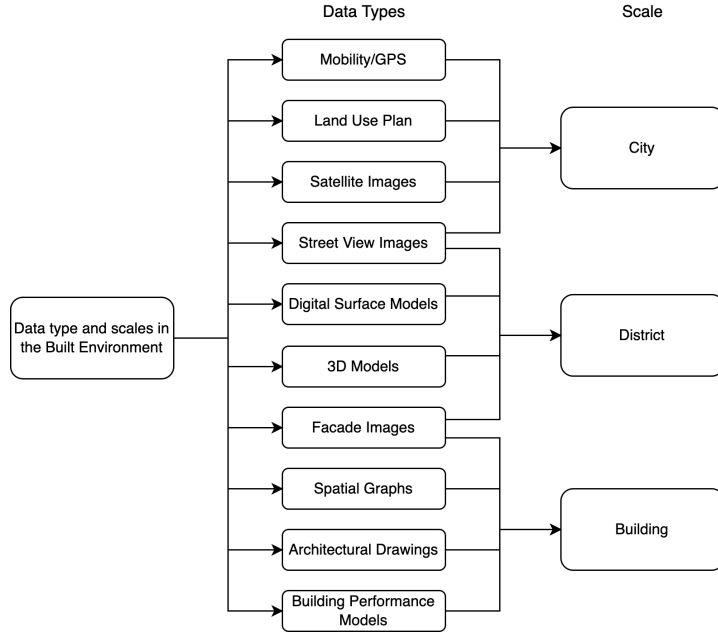 Data Types
Scale
Mobility/GPS
Land Use Plan
City
Satellite Images
Street View Images
Digital Surface Models
Data type and scales in
the Built Environment
District
3D Models
Facade Images
Spatial Graphs
Building
Architectural Drawings
Building Performance
Models